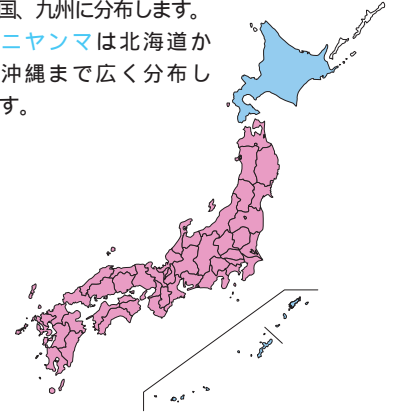 国、九州に分布します。
ニヤンマは北海道か
沖縄まで広く分布し
す。